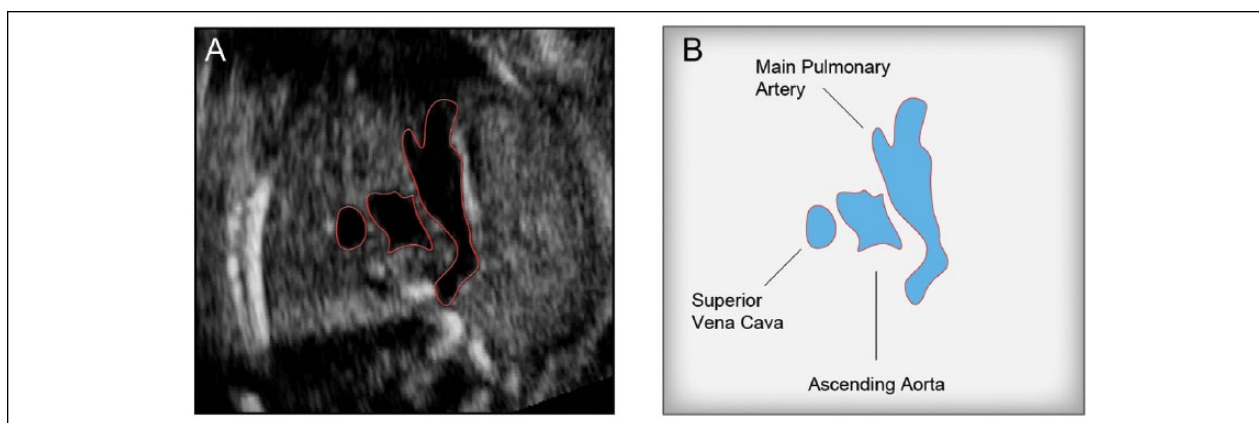 A
B
Main Pulmonary
Artery
Superior
Vena Cava
Ascending Aorta